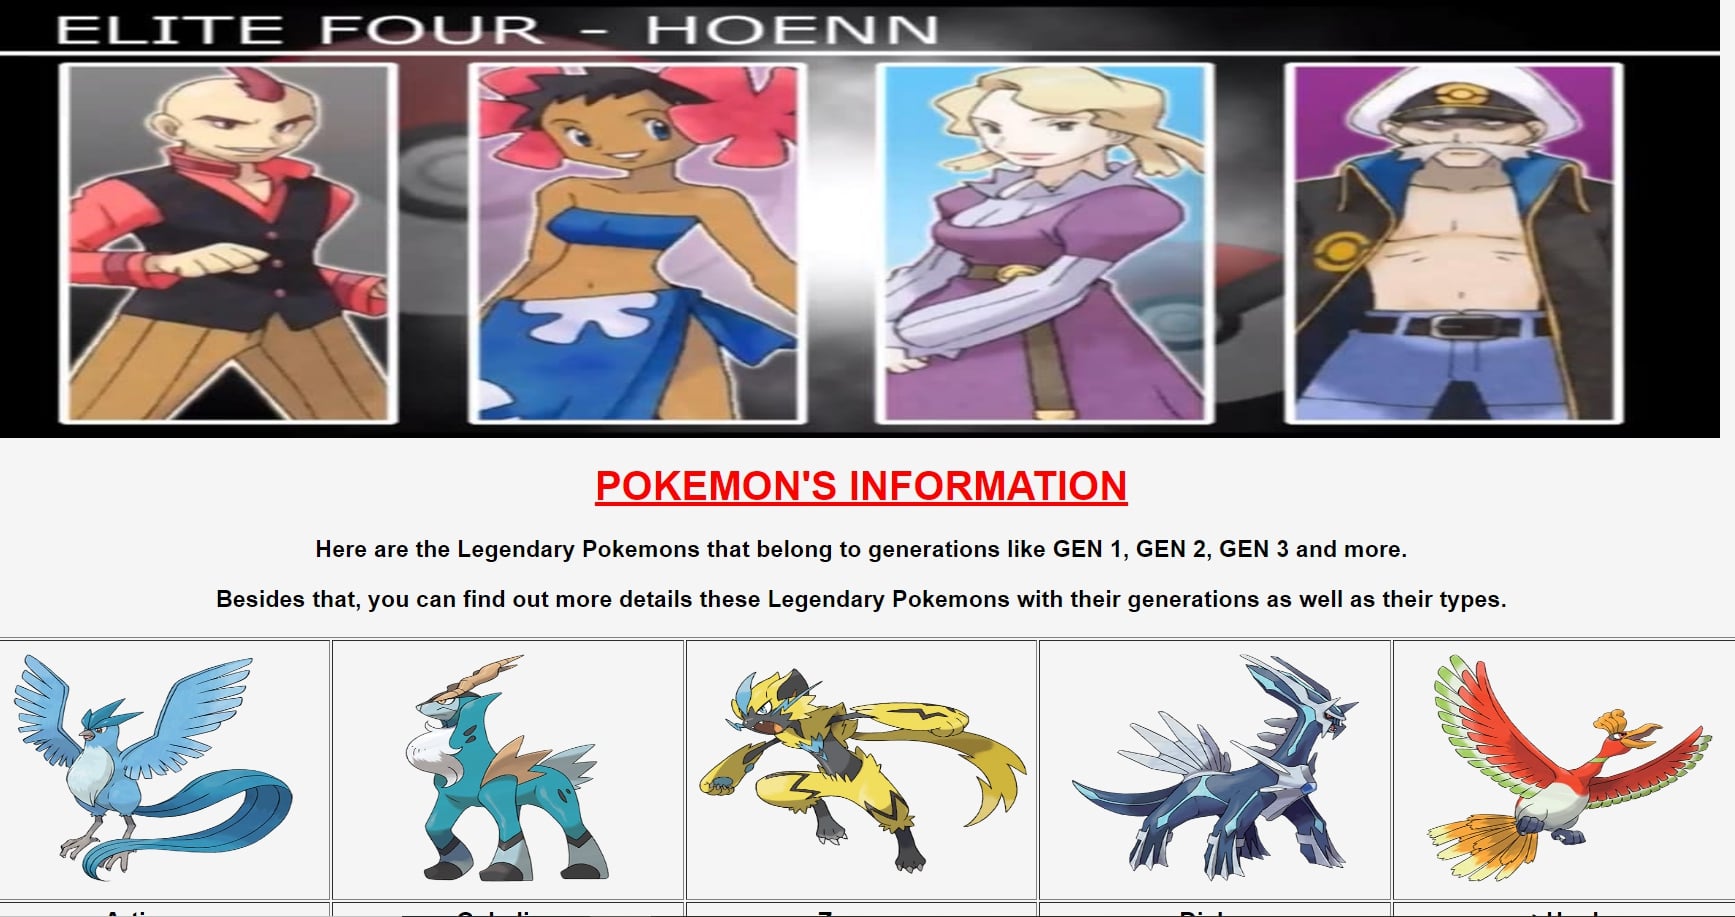 ELITE FOUR - HOENN
POKEMON'S INFORMATION
Here are the Legendary Pokemons that belong to generations like GEN 1, GEN 2, GEN 3 and more.
Besides that, you can find out more details these Legendary Pokemons with their generations as well as their types.